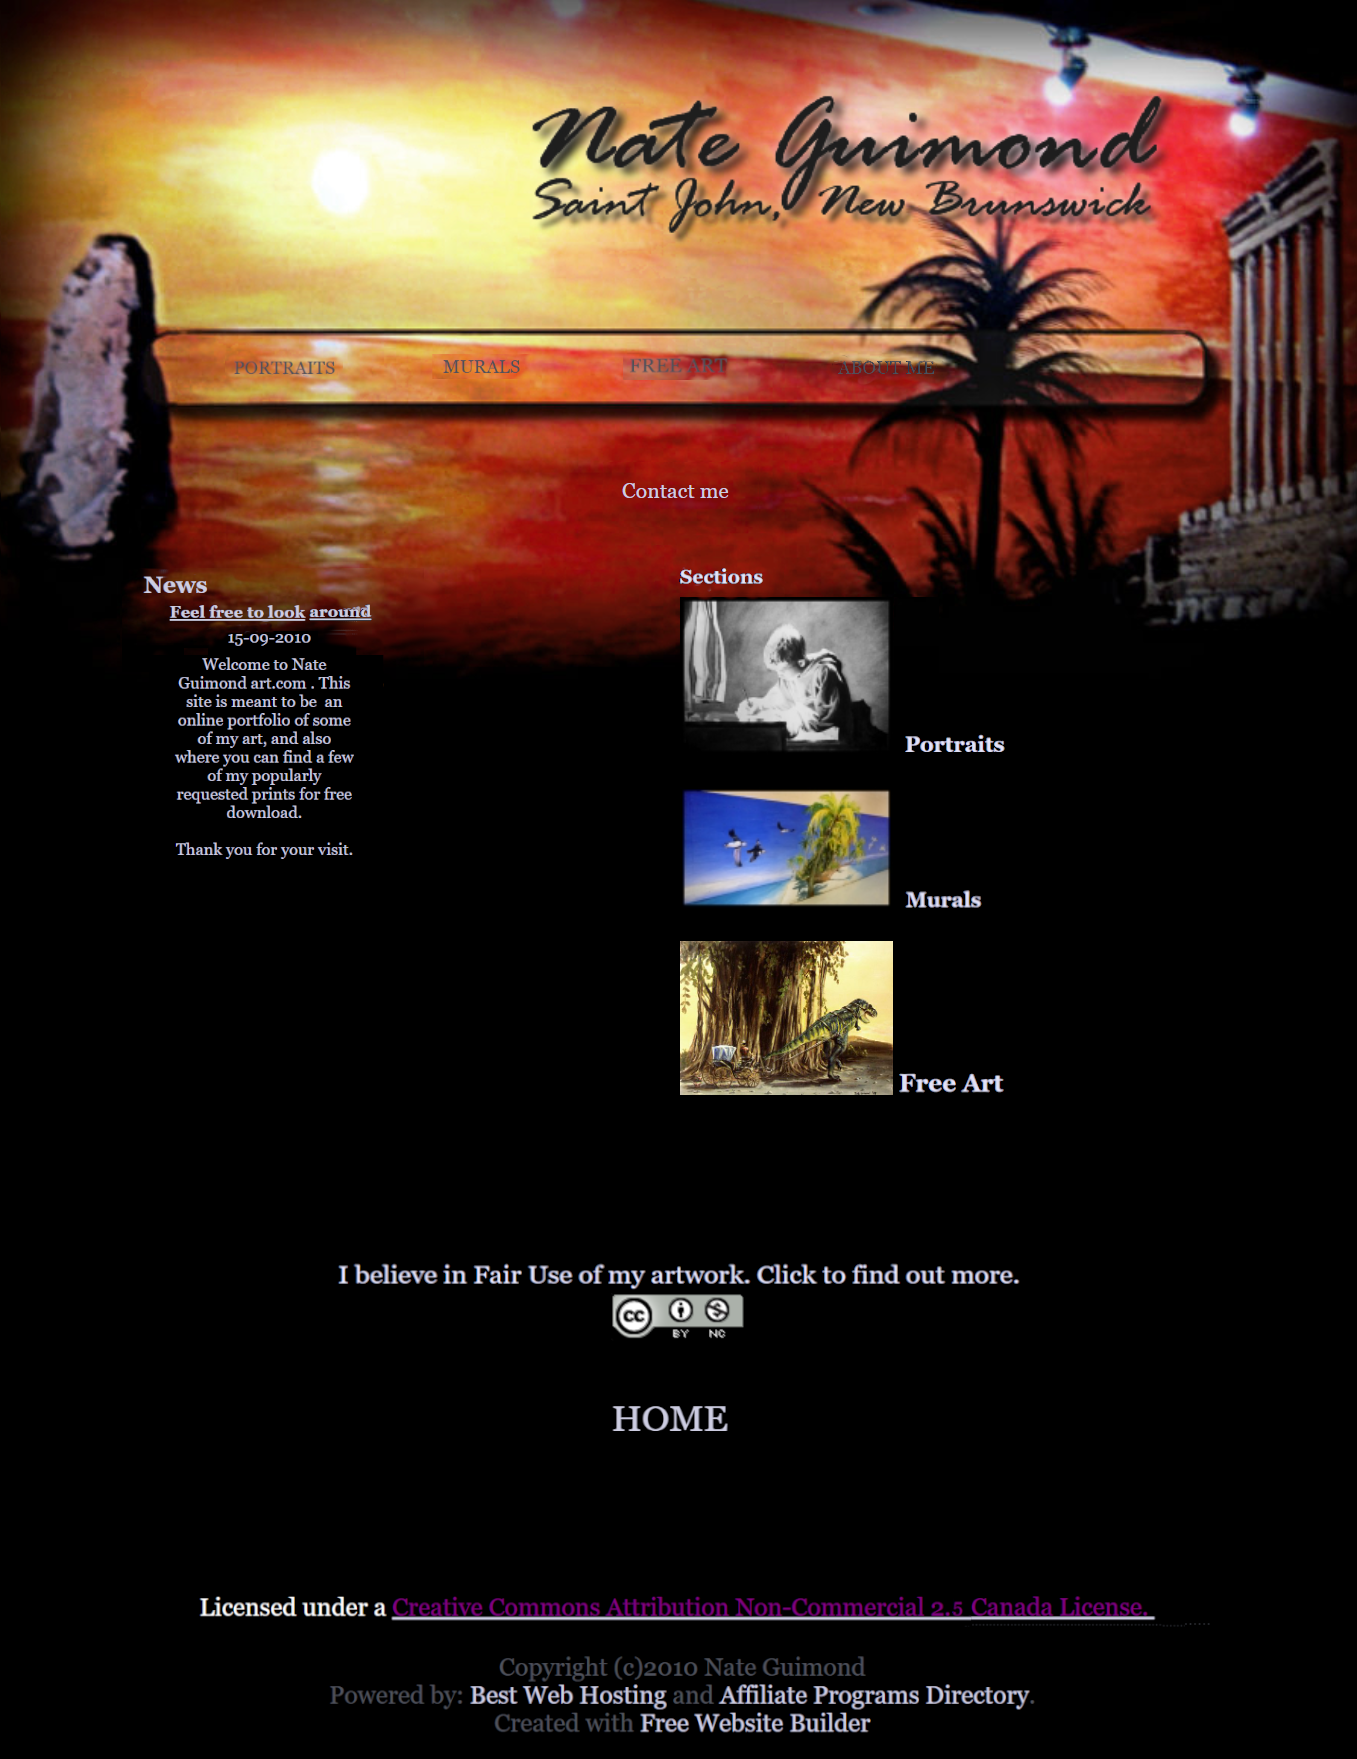 Nate Guimond
Saint John, New Brunswick
PORTRAITS MURALS FREE ART ABOUT ME
Contact me
News
Feel free to look around
15-09-2010
Welcome to Nate
Guimond art.com . This
site is meant to be an
online portfolio of some
of my art, and also
where you can find a few
of my popularly
requested prints for free
download.
Thank you for your visit.
Sections
Portraits
Murals
Free Art
I believe in Fair Use of my artwork. Click to find out more.
cc BY NC
HOME
Licensed under a Creative Commons Attribution Non-Commercial 2.5 Canada License.
Copyright (c)2010 Nate Guimond
Powered by: Best Web Hosting and Affiliate Programs Directory.
Created with Free Website Builder